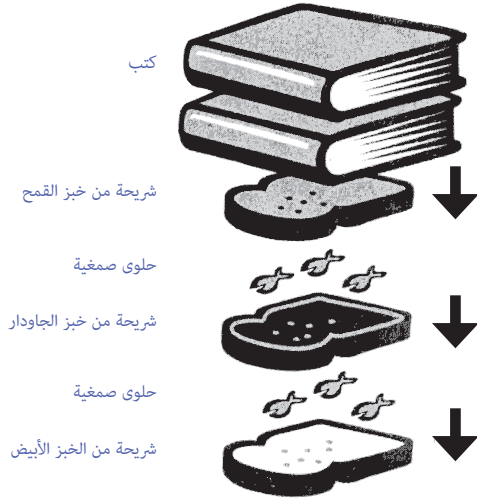 كتب
شريحة من خبز القمح
حلوى صمغية
شريحة من خبز الجاودار
حلوى صمغية
شريحة من الخبز الأبيض